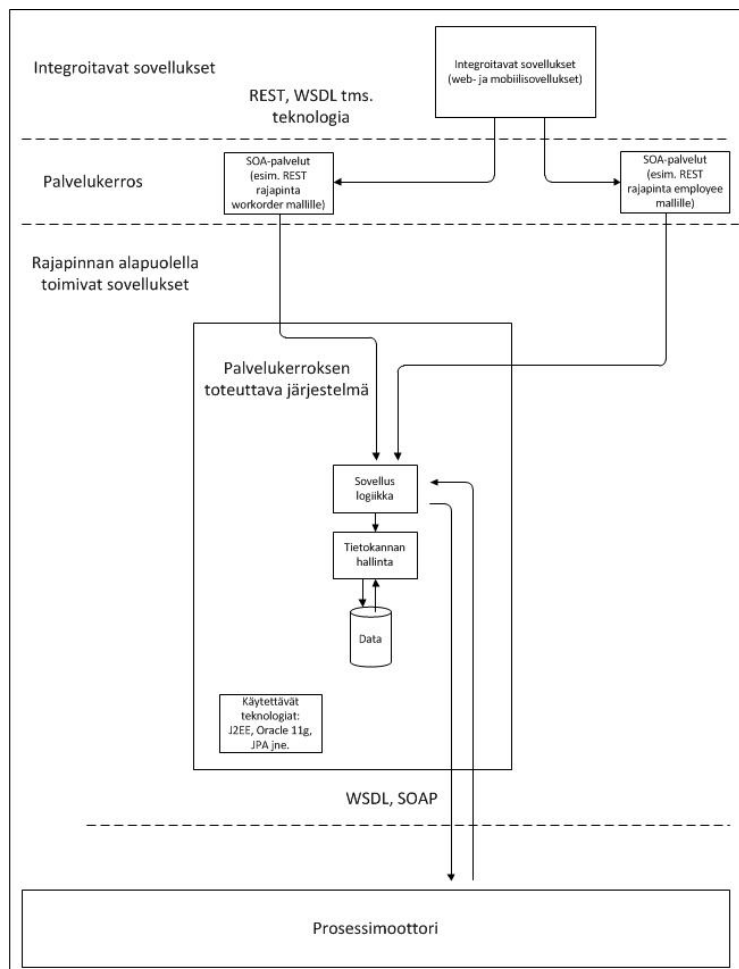 Integroitavat sovellukset
Integroitavat sovellukset
(web- ja mobiilisovellukset)
REST, WSDL tms.
teknologia
Palvelukerros
SOA-palvelut
(esim. REST
rajapinta
workorder mallille)
SOA-palvelut
(esim. REST
rajapinta employee
mallille)
Rajapinnan alapuolella
toimivat sovellukset
Palvelukerroksen
toteuttava järjestelmä
Sovellus
logiikka
Tietokannan
hallinta
Data
Käytettävät
teknologiat:
J2EE, Oracle 11g,
JPA jne.
WSDL, SOAP
Prosessimoottori